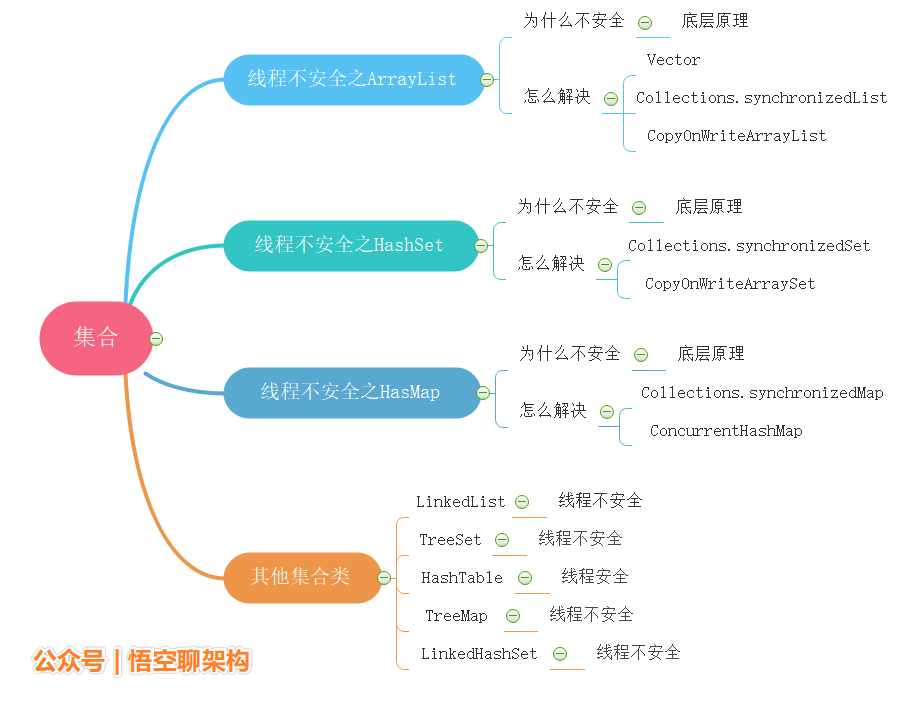 集合
线程不安全之ArrayList
为什么不安全
底层原理
怎么解决
Vector
Collections.synchronizedList
CopyOnWriteArrayList
线程不安全之HashSet
为什么不安全
底层原理
怎么解决
Collections.synchronizedSet
CopyOnWriteArraySet
线程不安全之HasMap
为什么不安全
底层原理
怎么解决
Collections.synchronizedMap
ConcurrentHashMap
其他集合类
LinkedList
线程不安全
TreeSet
线程不安全
HashTable
线程安全
TreeMap
线程不安全
LinkedHashSet
线程不安全
公众号 | 悟空聊架构